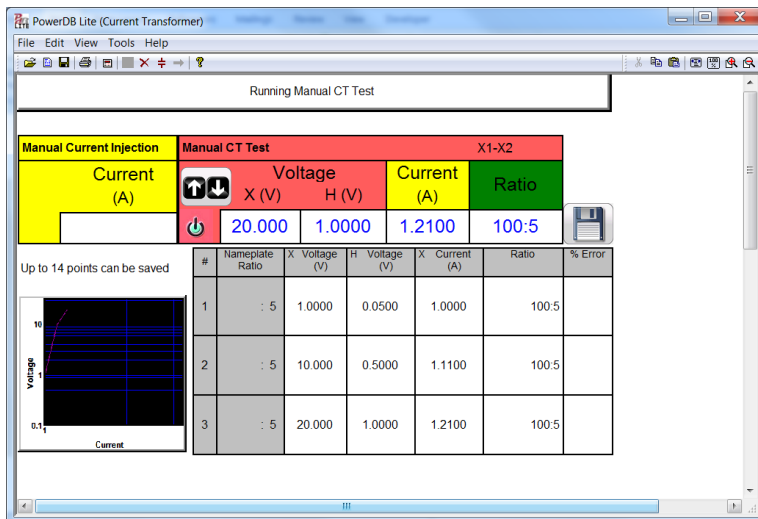 PowerDB Lite (Current Transformer)
File Edit View Tools Help
Running Manual CT Test
Manual Current Injection
Manual CT Test X1-X2
Current
(A)
Voltage
X (V) H (V)
Current
(A)
Ratio
20.000 1.0000 1.2100 100:5
Up to 14 points can be saved
# Nameplate Ratio X Voltage (V) H Voltage (V) X Current (A) Ratio % Error
1 : 5 1.0000 0.0500 1.0000 100:5
2 : 5 10.000 0.5000 1.1100 100:5
3 : 5 20.000 1.0000 1.2100 100:5
Voltage
10
1
0.1
1
Current